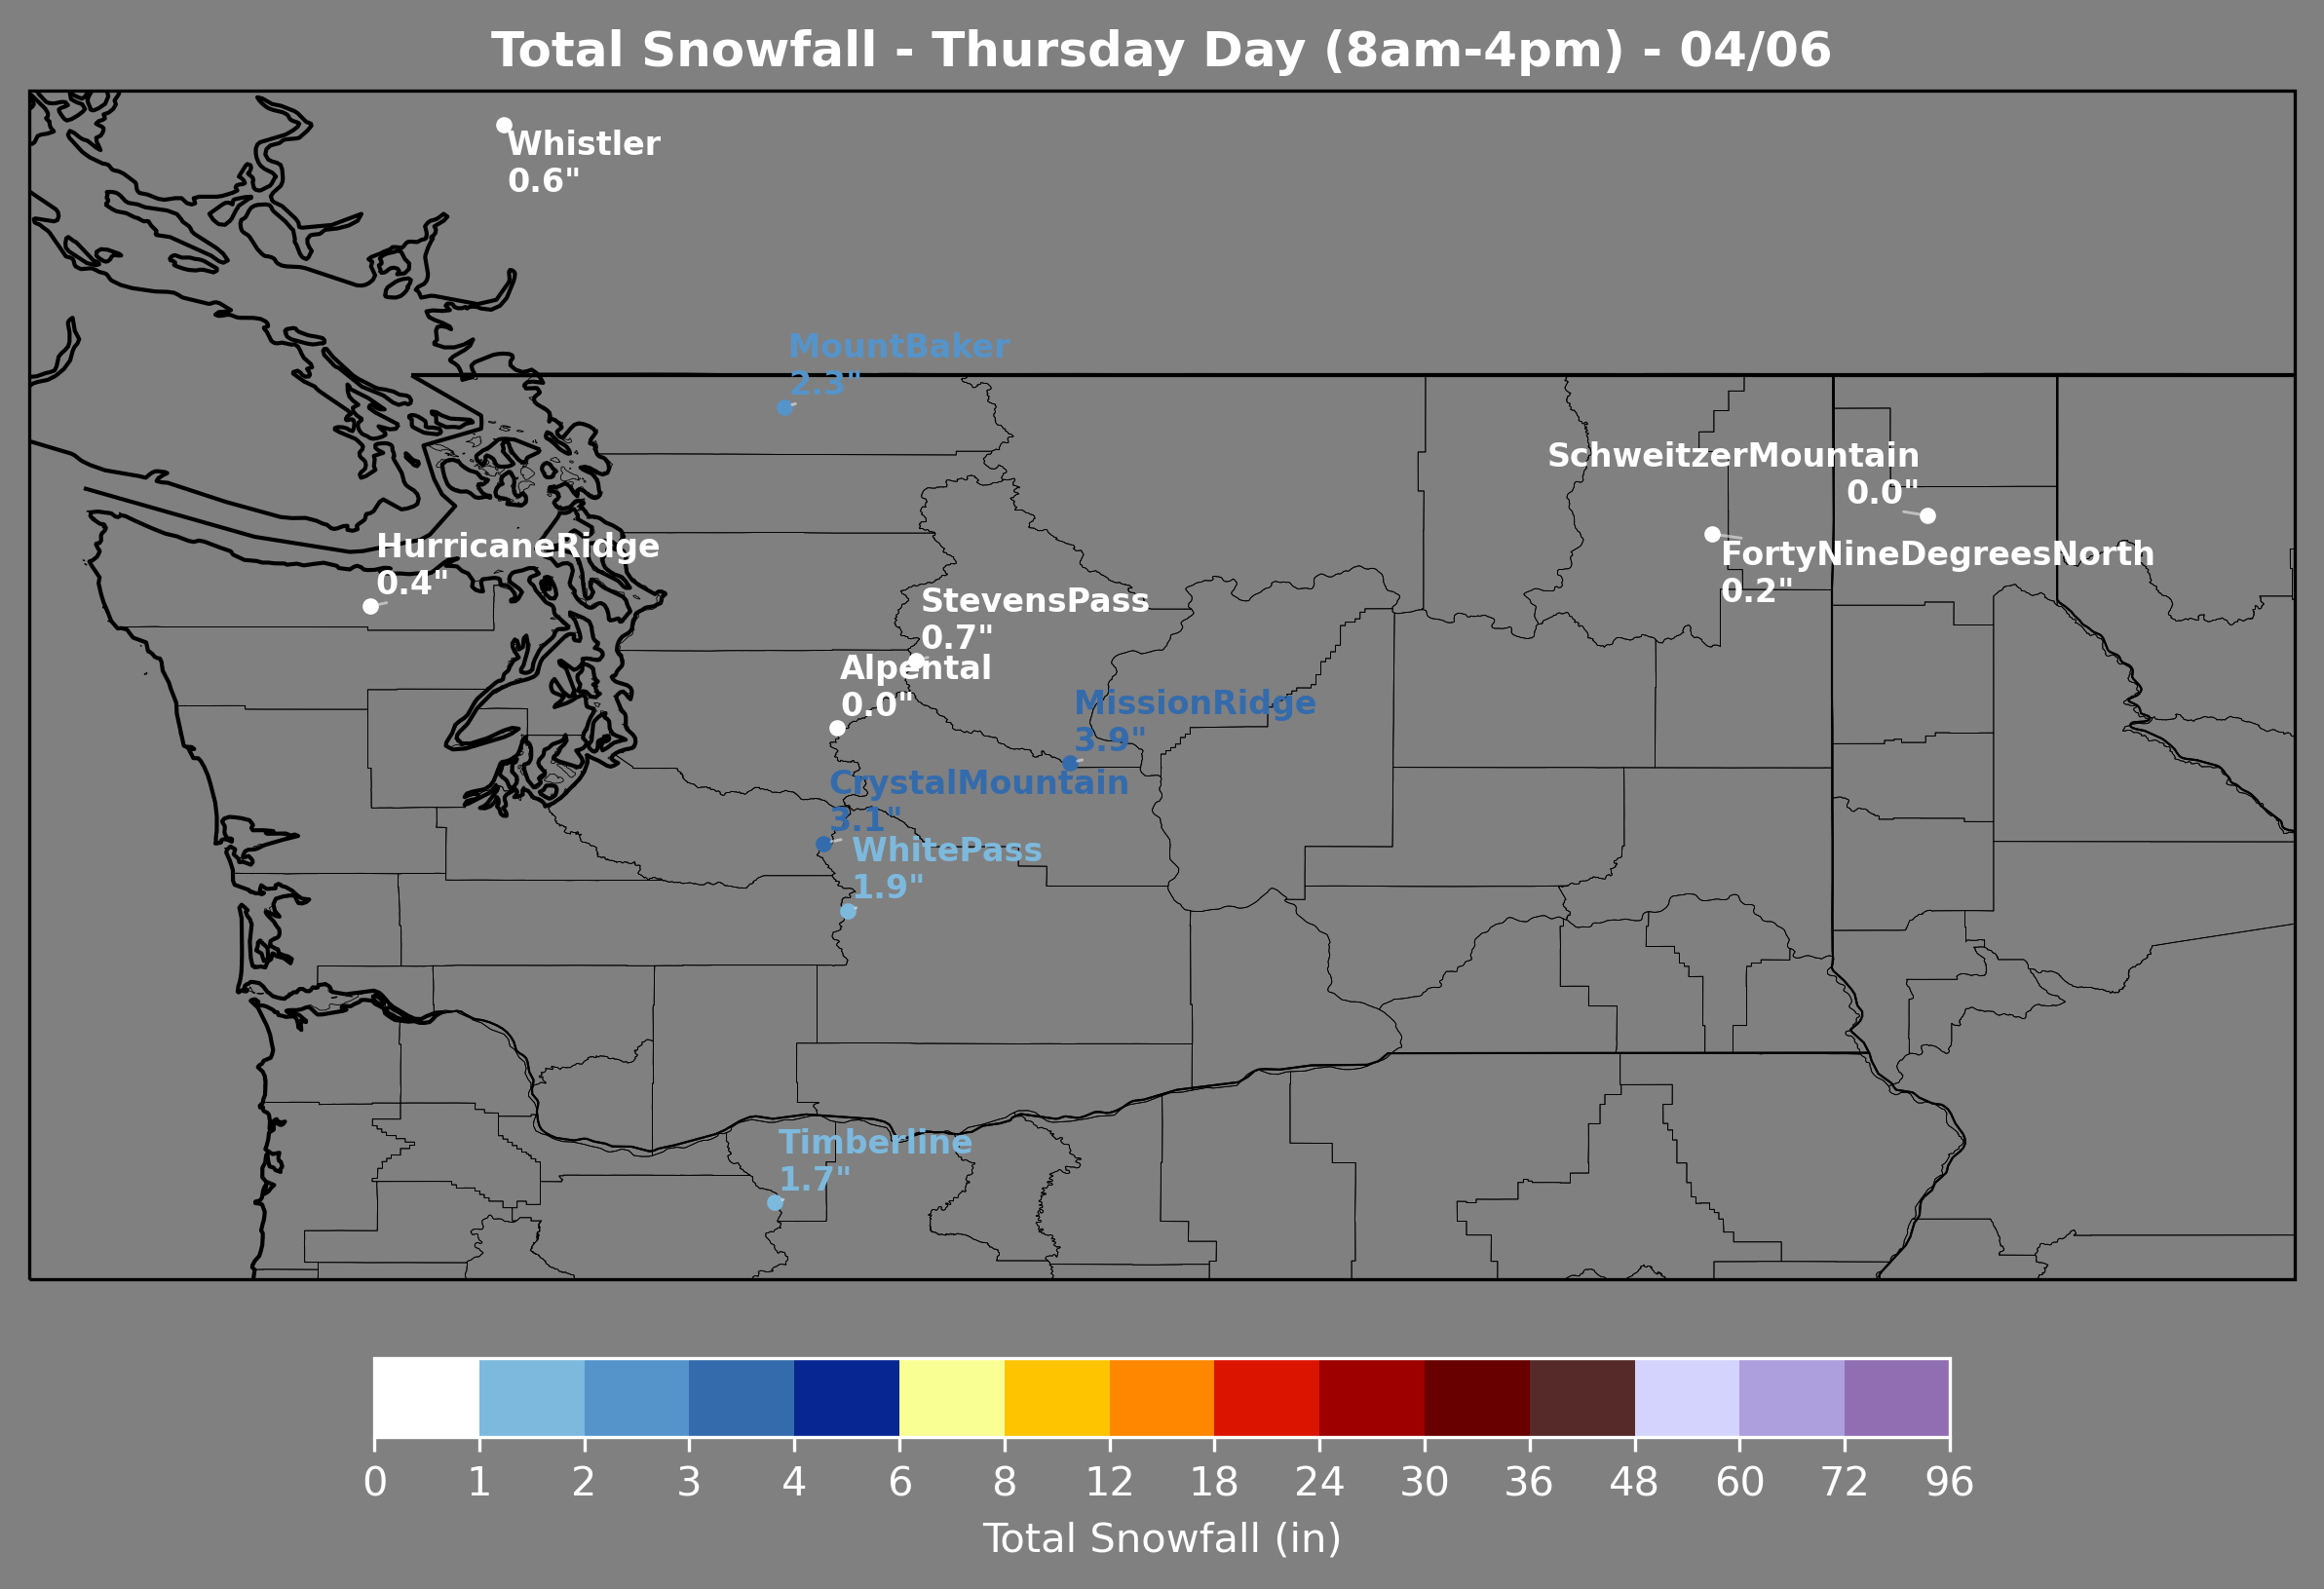 Total Snowfall - Thursday Day (8am-4pm) - 04/06
Whistler
0.6"
MountBaker
2.3"
SchweitzerMountain
0.0"
HurricaneRidge
0.4"
FortyNineDegreesNorth
0.2"
StevensPass
0.7"
Alpental
0.0"
MissionRidge
3.9"
CrystalMountain
3.1"
WhitePass
1.9"
Timberline
1.7"
0 1 2 3 4 6 8 12 18 24 30 36 48 60 72 96
Total Snowfall (in)